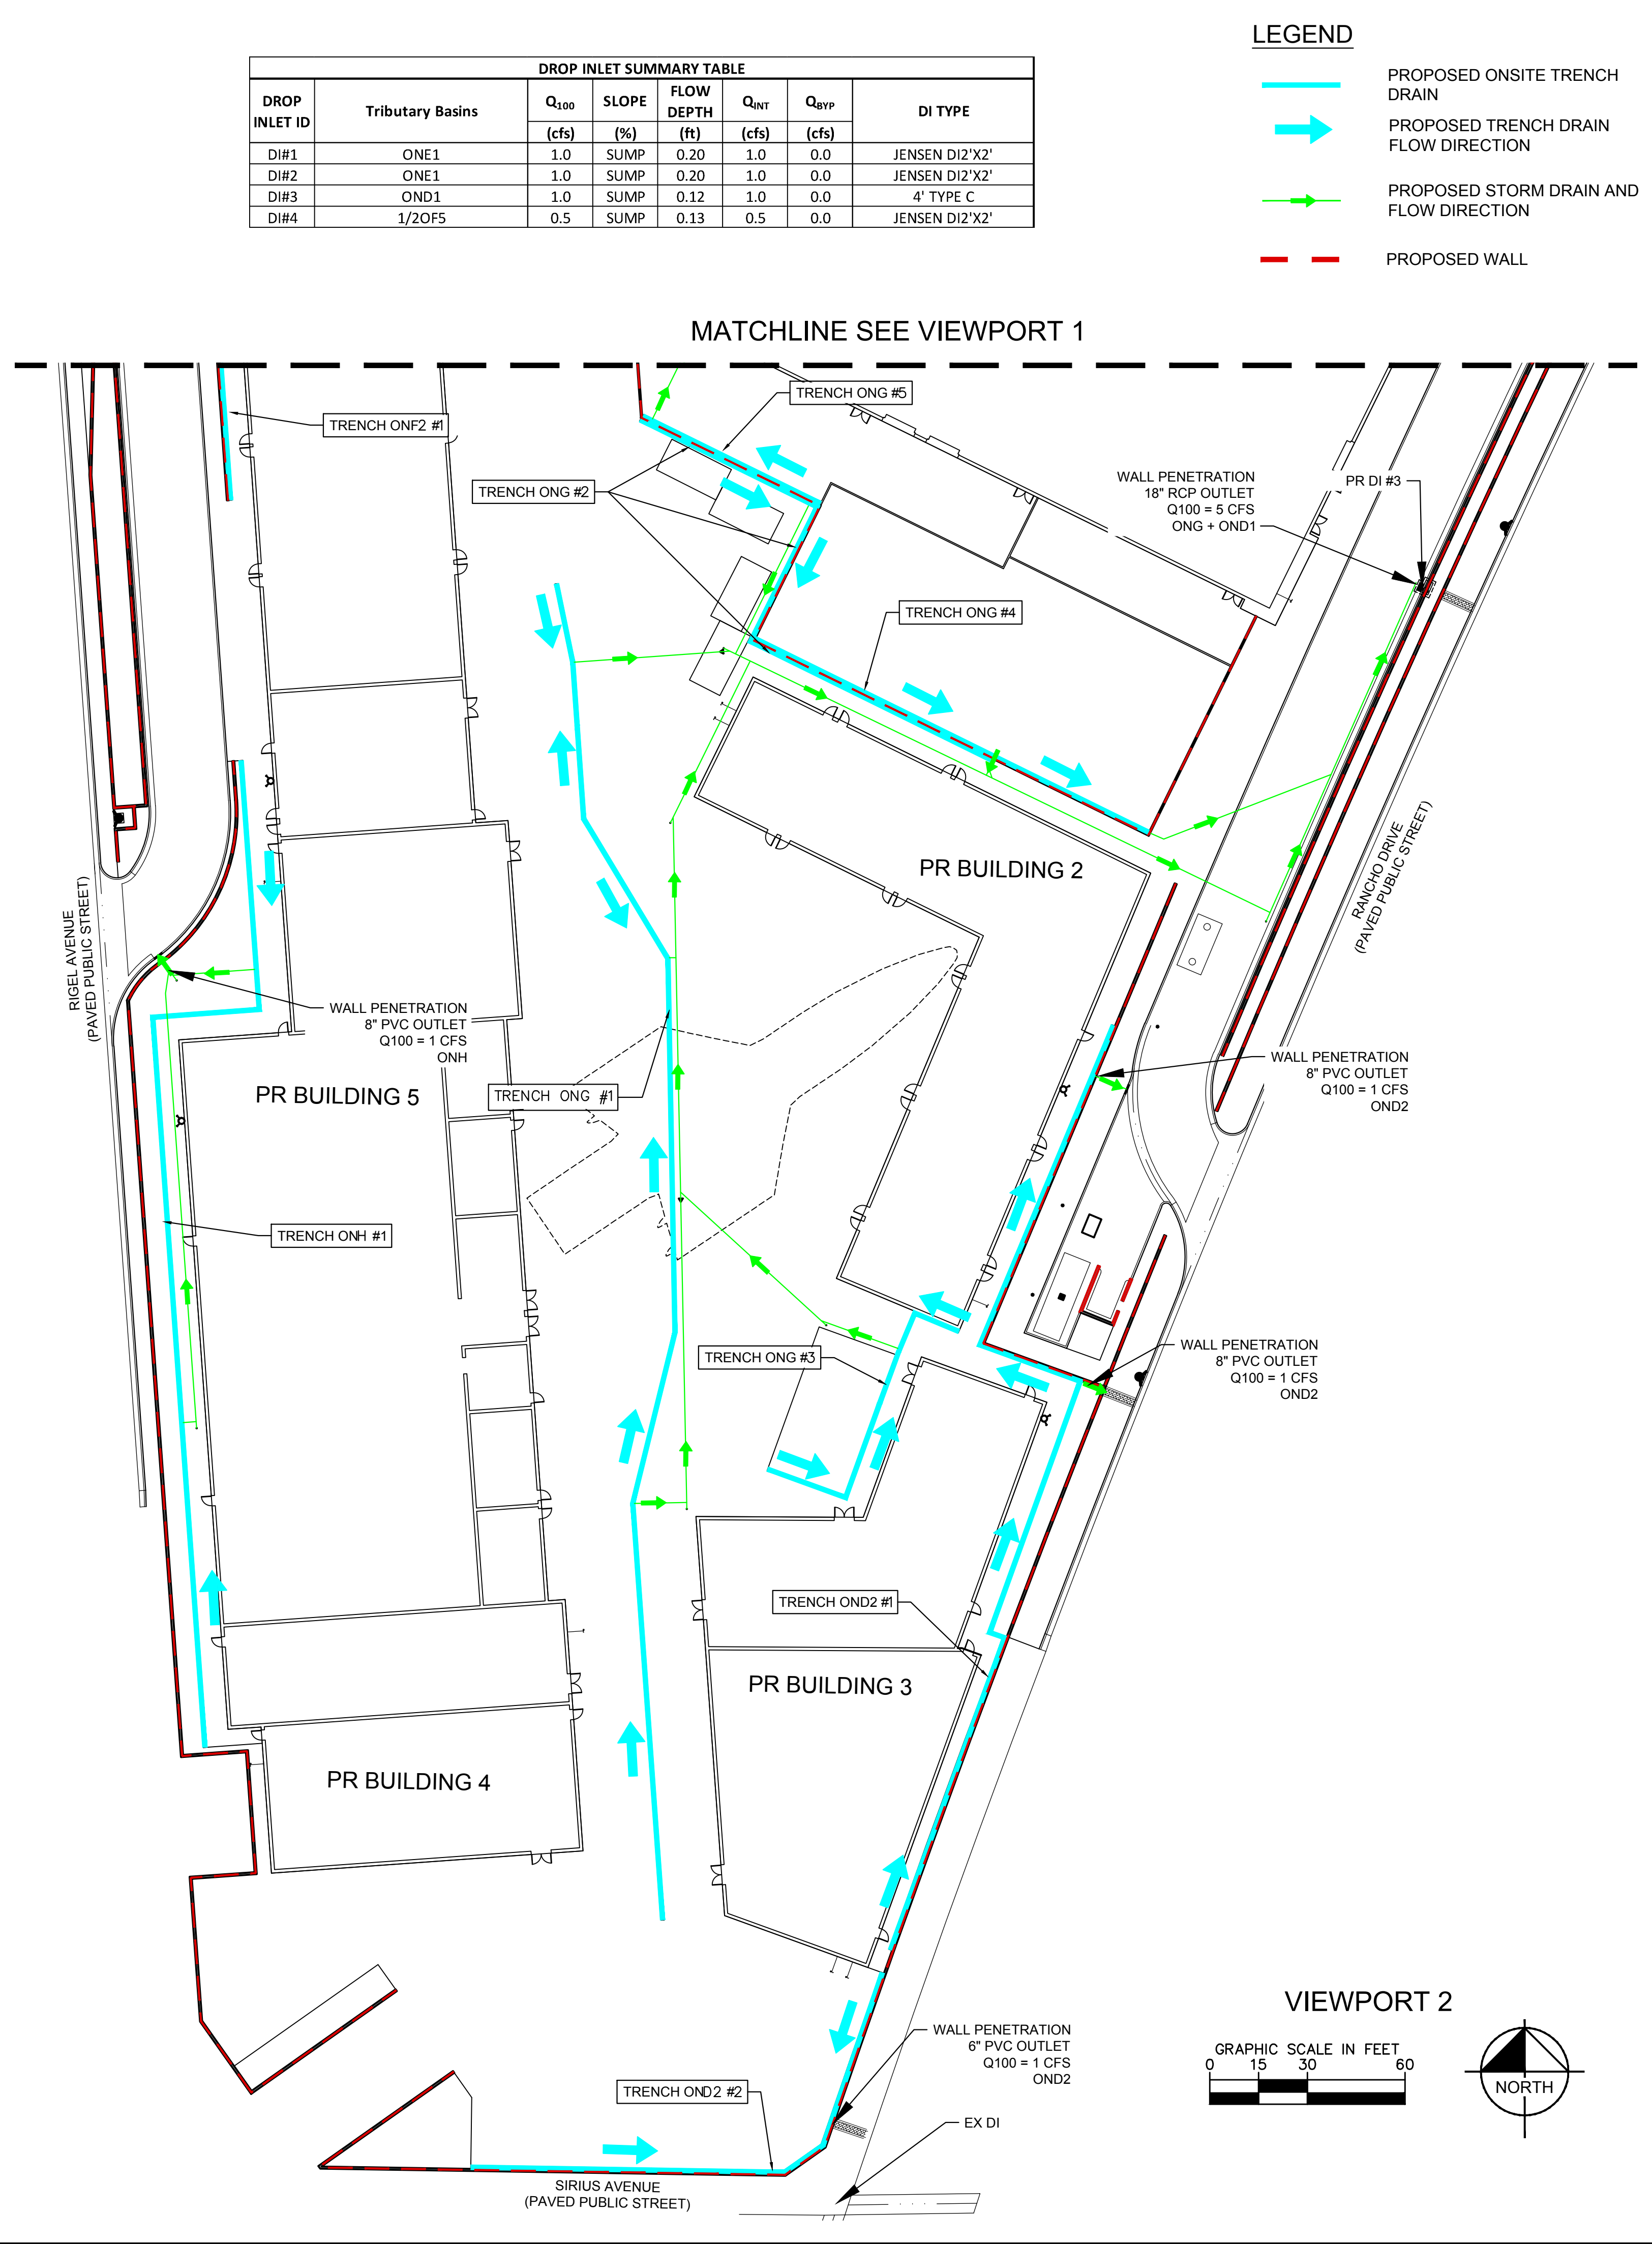 LEGEND
PROPOSED ONSITE TRENCH
DRAIN
PROPOSED TRENCH DRAIN
FLOW DIRECTION
PROPOSED STORM DRAIN AND
FLOW DIRECTION
PROPOSED WALL
DROP INLET SUMMARY TABLE
DROP INLET ID Tributary Basins Q100 (cfs) SLOPE (%) FLOW DEPTH (ft) QINT (cfs) QBYP (cfs) DI TYPE
DI#1 ONE1 1.0 SUMP 0.20 1.0 0.0 JENSEN DI2'X2'
DI#2 ONE1 1.0 SUMP 0.20 1.0 0.0 JENSEN DI2'X2'
DI#3 OND1 1.0 SUMP 0.12 1.0 0.0 4' TYPE C
DI#4 1/2OF5 0.5 SUMP 0.13 0.5 0.0 JENSEN DI2'X2'
MATCHLINE SEE VIEWPORT 1
TRENCH ONG #5
TRENCH ONF2 #1
TRENCH ONG #2
WALL PENETRATION
18" RCP OUTLET
Q100 = 5 CFS
ONG + OND1
PR DI #3
TRENCH ONG #4
PR BUILDING 2
RANCHO DRIVE
(PAVED PUBLIC STREET)
RIGEL AVENUE
(PAVED PUBLIC STREET)
WALL PENETRATION
8" PVC OUTLET
Q100 = 1 CFS
ONH
PR BUILDING 5
TRENCH ONG #1
WALL PENETRATION
8" PVC OUTLET
Q100 = 1 CFS
OND2
TRENCH ONH #1
TRENCH ONG #3
WALL PENETRATION
8" PVC OUTLET
Q100 = 1 CFS
OND2
TRENCH OND2 #1
PR BUILDING 3
PR BUILDING 4
WALL PENETRATION
6" PVC OUTLET
Q100 = 1 CFS
OND2
TRENCH OND2 #2
EX DI
SIRIUS AVENUE
(PAVED PUBLIC STREET)
VIEWPORT 2
GRAPHIC SCALE IN FEET
0 15 30 60
NORTH